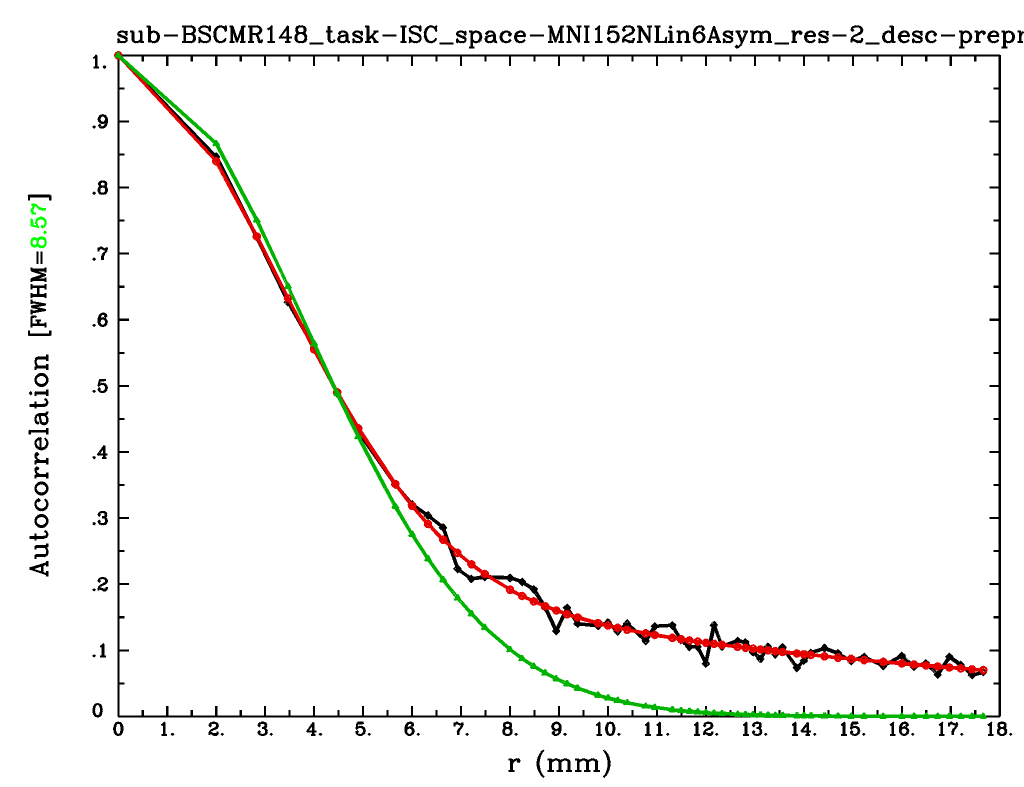 sub-BSCMR148_task-ISC_space-MNI152NLin6Asym_res-2_desc-prepr
1.
.9
.8
.7
.6
.5
.4
.3
.2
.1
0
Autocorrelation [FWHM=8.57]
0 1. 2. 3. 4. 5. 6. 7. 8. 9. 10. 11. 12. 13. 14. 15. 16. 17. 18.
r (mm)